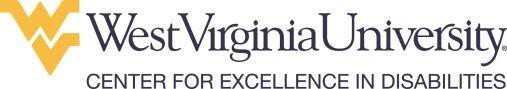 WestVirginiaUniversity®
CENTER FOR EXCELLENCE IN DISABILITIES